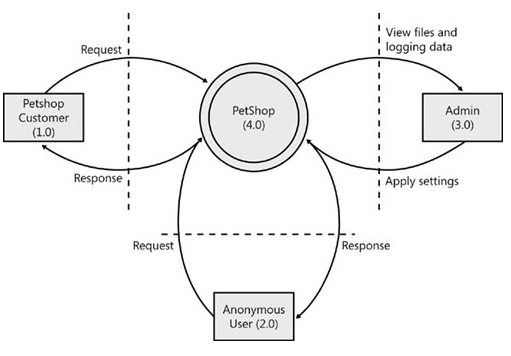 View files and
logging data
Request
Petshop
Customer
(1.0)
PetShop
(4.0)
Admin
(3.0)
Response
Apply settings
Request
Response
Anonymous
User (2.0)